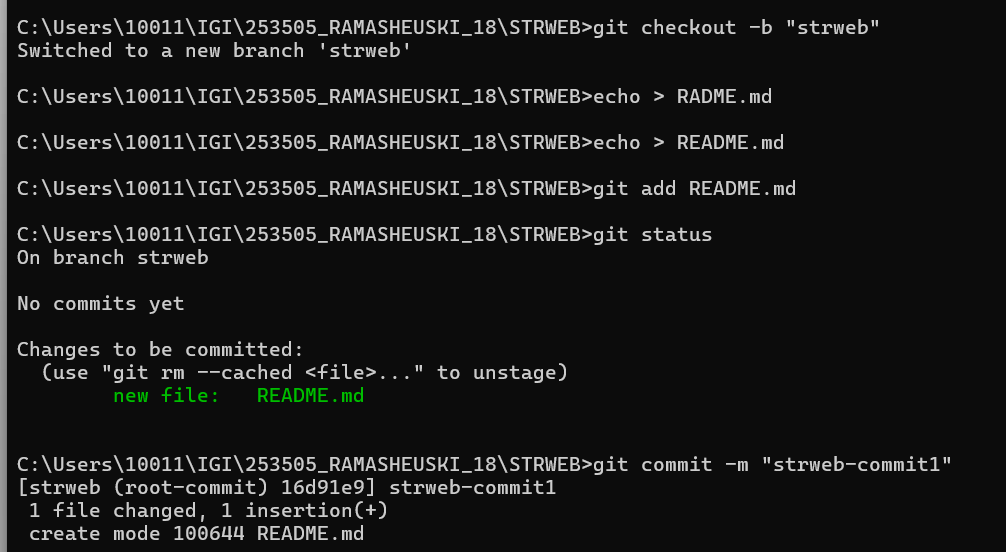 C:\Users\10011\IGI\253505_RAMASHEUSKI_18\STRWEB>git checkout -b "strweb"
Switched to a new branch 'strweb'
C:\Users\10011\IGI\253505_RAMASHEUSKI_18\STRWEB>echo > RADME.md
C:\Users\10011\IGI\253505_RAMASHEUSKI_18\STRWEB>echo > README.md
C:\Users\10011\IGI\253505_RAMASHEUSKI_18\STRWEB>git add README.md
C:\Users\10011\IGI\253505_RAMASHEUSKI_18\STRWEB>git status
On branch strweb
No commits yet
Changes to be committed:
  (use "git rm --cached <file>..." to unstage)
        new file:   README.md
C:\Users\10011\IGI\253505_RAMASHEUSKI_18\STRWEB>git commit -m "strweb-commit1"
[strweb (root-commit) 16d91e9] strweb-commit1
 1 file changed, 1 insertion(+)
 create mode 100644 README.md